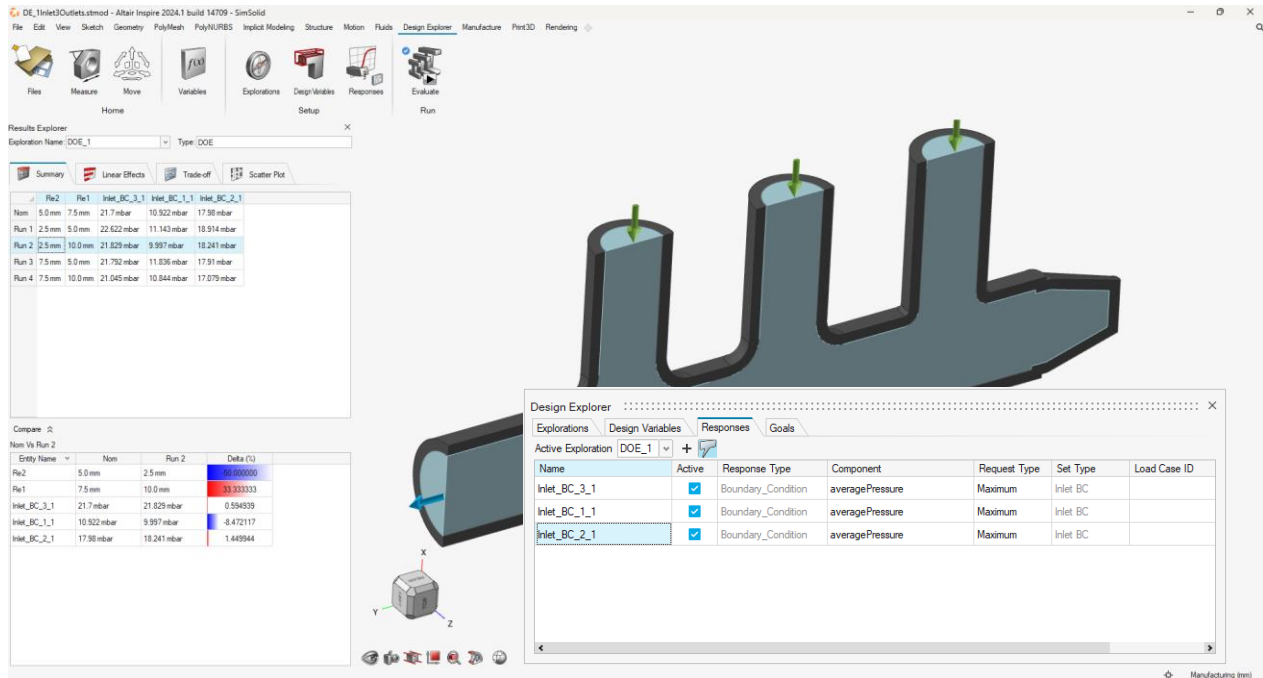 DE_1Inlet3Outlets.stmod - Altair Inspire 2024.1 build 14709 - SimSolid
File Edit View Sketch Geometry PolyMesh PolyNURBS Implicit Modeling Structure Motion Fluids Design Explorer Manufacture Print3D Rendering
f(x)
Files Measure Move Variables Explorations Design Variables Responses Evaluate
Home Setup Run
Results Explorer
Exploration Name: DOE_1 Type: DOE
Summary Linear Effects Trade-off Scatter Plot
Re2 Re1 Inlet_BC_3_1 Inlet_BC_1_1 Inlet_BC_2_1
Nom 5.0 mm 7.5 mm 21.7 mbar 10.922 mbar 17.98 mbar
Run 1 2.5 mm 5.0 mm 22.622 mbar 11.143 mbar 18.914 mbar
Run 2 2.5 mm 10.0 mm 21.829 mbar 9.997 mbar 18.241 mbar
Run 3 7.5 mm 5.0 mm 21.792 mbar 11.836 mbar 17.91 mbar
Run 4 7.5 mm 10.0 mm 21.045 mbar 10.844 mbar 17.079 mbar
Compare
Nom Vs Run 2
Entity Name Nom Run 2 Delta (%)
Re2 5.0 mm 2.5 mm 50.000000
Re1 7.5 mm 10.0 mm 33.333333
Inlet_BC_3_1 21.7 mbar 21.829 mbar 0.594939
Inlet_BC_1_1 10.922 mbar 9.997 mbar -8.472117
Inlet_BC_2_1 17.98 mbar 18.241 mbar 1.449944
X
Y
Z
Design Explorer
Explorations Design Variables Responses Goals
Active Exploration DOE_1
Name Active Response Type Component Request Type Set Type Load Case ID
Inlet_BC_3_1 Boundary_Condition averagePressure Maximum Inlet BC
Inlet_BC_1_1 Boundary_Condition averagePressure Maximum Inlet BC
Inlet_BC_2_1 Boundary_Condition averagePressure Maximum Inlet BC
Manufacturing (mm)